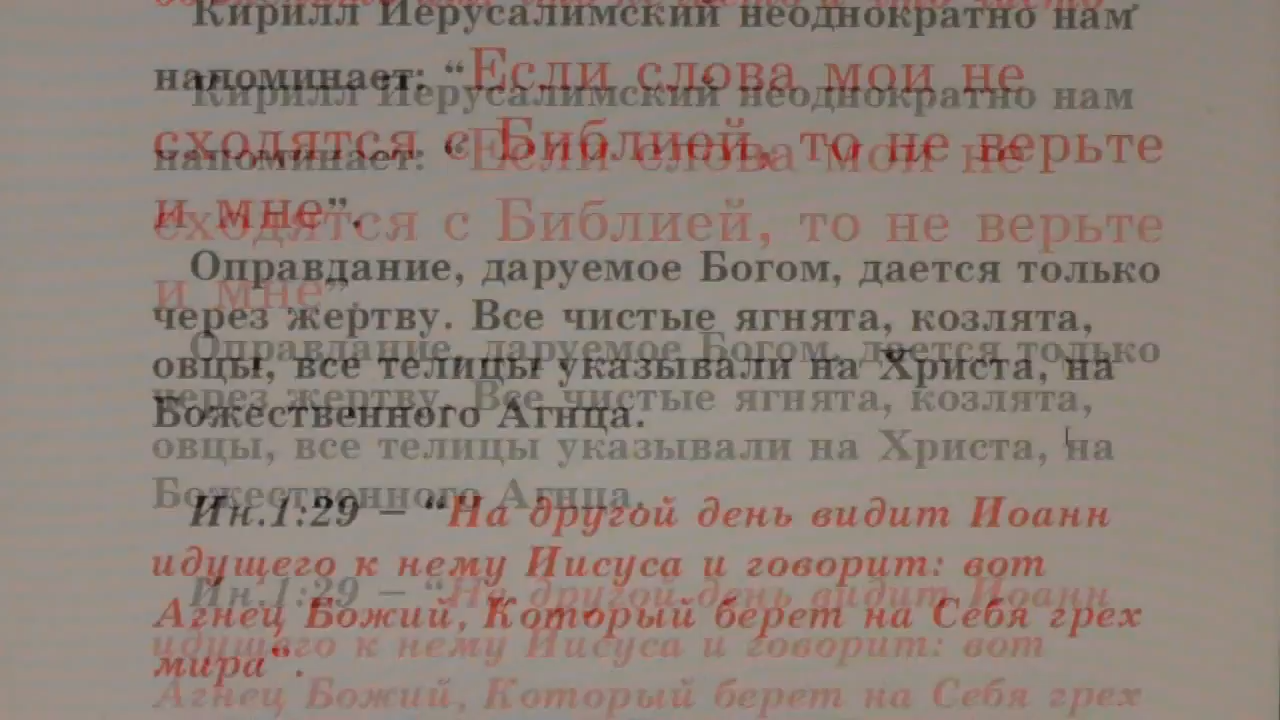 Кирилл Иерусалимский неоднократно нам
напоминает: “Если слова мои не
сходятся с Библией, то не верьте
и мне”.
Оправдание, даруемое Богом, дается только
через жертву. Все чистые ягнята, козлята,
овцы, все телицы указывали на Христа, на
Божественного Агнца.
Ин.1:29 – “На другой день видит Иоанн
идущего к нему Иисуса и говорит: вот
Агнец Божий, Который берет на Себя грех
мира“.